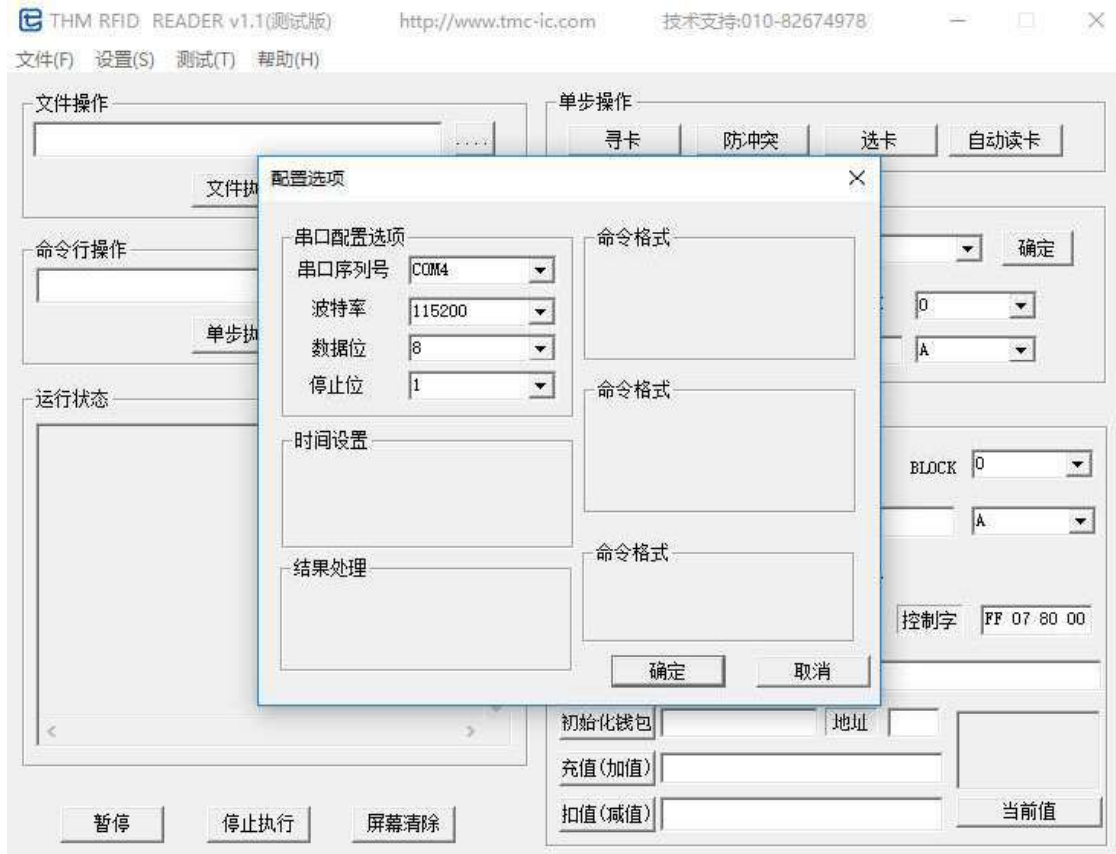 THM RFID READER v1.1(测试版) http://www.tmc-ic.com 技术支持:010-82674978
文件(F) 设置(S) 测试(T) 帮助(H)
文件操作
....
文件执
命令行操作
单步执
运行状态
暂停 停止执行 屏幕清除
单步操作
寻卡 防冲突 选卡 自动读卡
确定
0
A
BLOCK 0
A
控制字 FF 07 80 00
初始化钱包 地址
充值(加值)
扣值(减值) 当前值
配置选项
串口配置选项
串口序列号 COM4
波特率 115200
数据位 8
停止位 1
时间设置
结果处理
命令格式
命令格式
命令格式
确定 取消